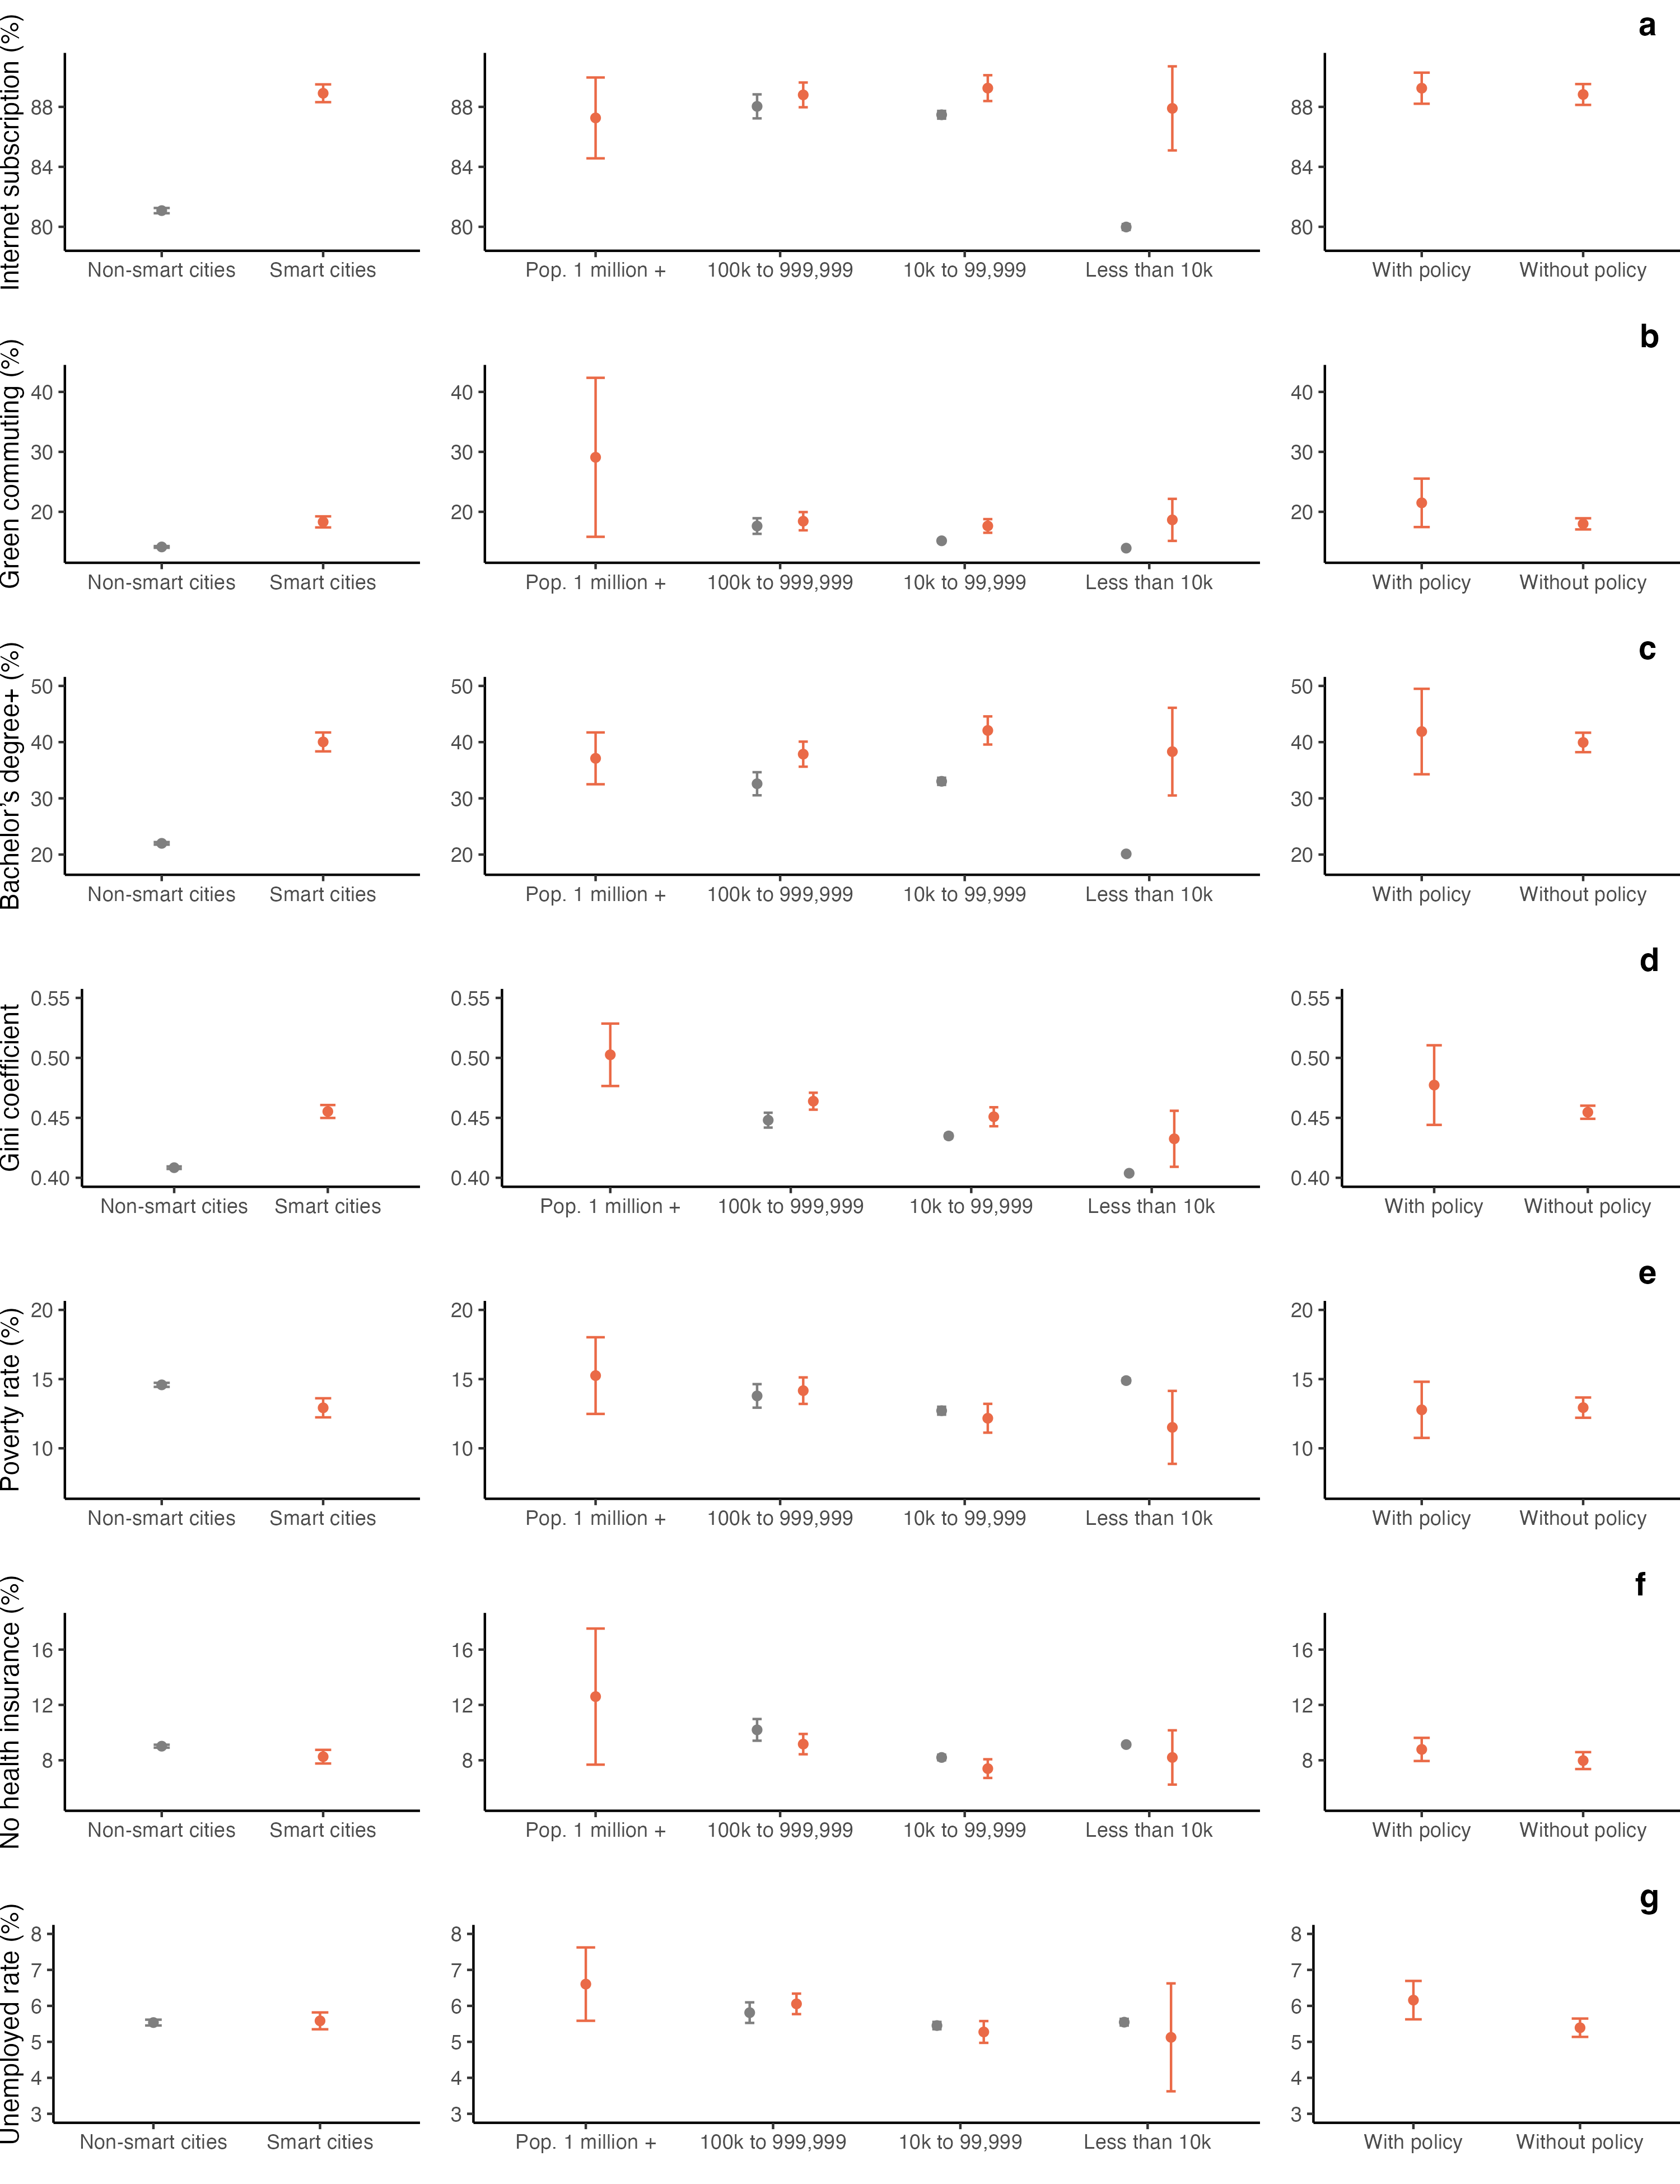 a
Internet subscription (%)
88
84
80
Non-smart cities Smart cities
88
84
80
Pop. 1 million + 100k to 999,999 10k to 99,999 Less than 10k
88
84
80
With policy Without policy
b
Green commuting (%)
40
30
20
Non-smart cities Smart cities
40
30
20
Pop. 1 million + 100k to 999,999 10k to 99,999 Less than 10k
40
30
20
With policy Without policy
c
Bachelor's degree+ (%)
50
40
30
20
Non-smart cities Smart cities
50
40
30
20
Pop. 1 million + 100k to 999,999 10k to 99,999 Less than 10k
50
40
30
20
With policy Without policy
d
Gini coefficient
0.55
0.50
0.45
0.40
Non-smart cities Smart cities
0.55
0.50
0.45
0.40
Pop. 1 million + 100k to 999,999 10k to 99,999 Less than 10k
0.55
0.50
0.45
0.40
With policy Without policy
e
Poverty rate (%)
20
15
10
Non-smart cities Smart cities
20
15
10
Pop. 1 million + 100k to 999,999 10k to 99,999 Less than 10k
20
15
10
With policy Without policy
f
No health insurance (%)
16
12
8
Non-smart cities Smart cities
16
12
8
Pop. 1 million + 100k to 999,999 10k to 99,999 Less than 10k
16
12
8
With policy Without policy
g
Unemployed rate (%)
8
7
6
5
4
3
Non-smart cities Smart cities
8
7
6
5
4
3
Pop. 1 million + 100k to 999,999 10k to 99,999 Less than 10k
8
7
6
5
4
3
With policy Without policy